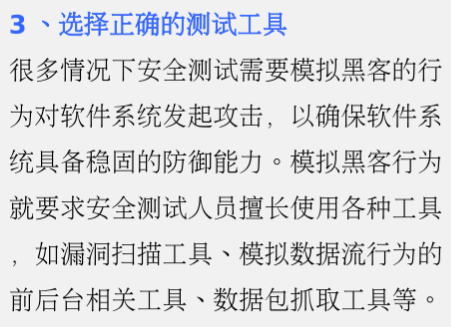 3、选择正确的测试工具
很多情况下安全测试需要模拟黑客的行
为对软件系统发起攻击，以确保软件系
统具备稳固的防御能力。模拟黑客行为
就要求安全测试人员擅长使用各种工具
，如漏洞扫描工具、模拟数据流行为的
前后台相关工具、数据包抓取工具等。